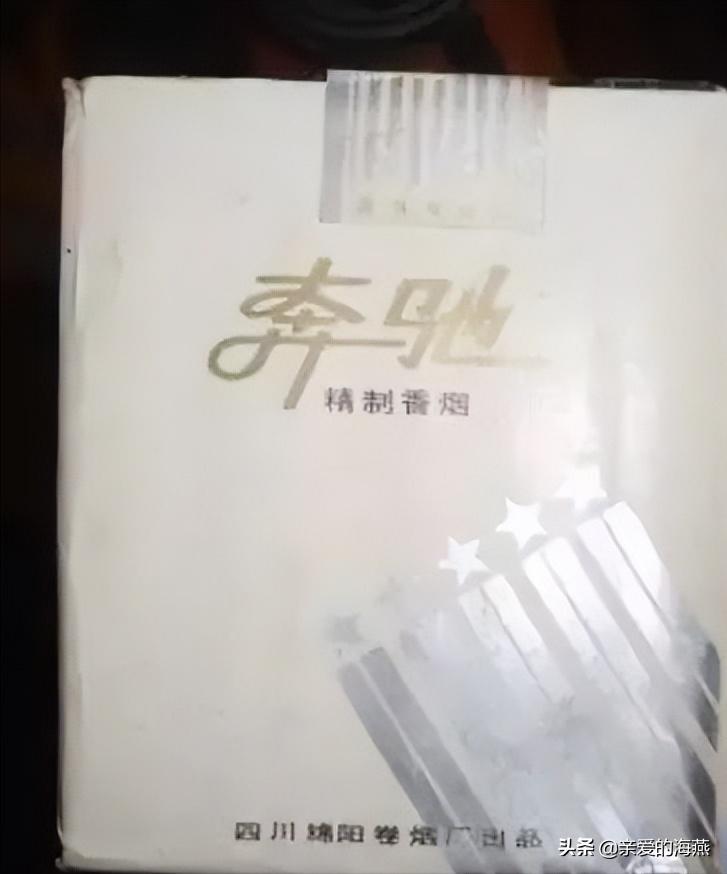 奔驰
精制香烟
四川绵阳卷烟厂出品
头条 @亲爱的海燕